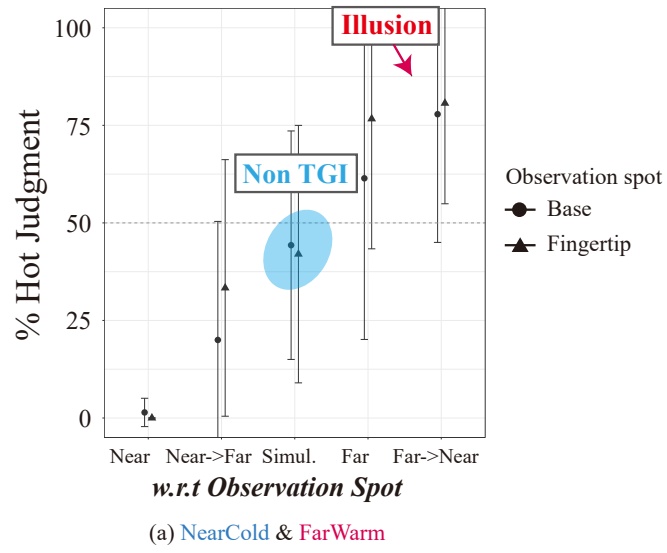 100
Illusion
% Hot Judgment
75
Non TGI
Observation spot
50
Base
Fingertip
25
0
Near Near->Far Simul. Far Far->Near
w.r.t Observation Spot
(a) NearCold & FarWarm